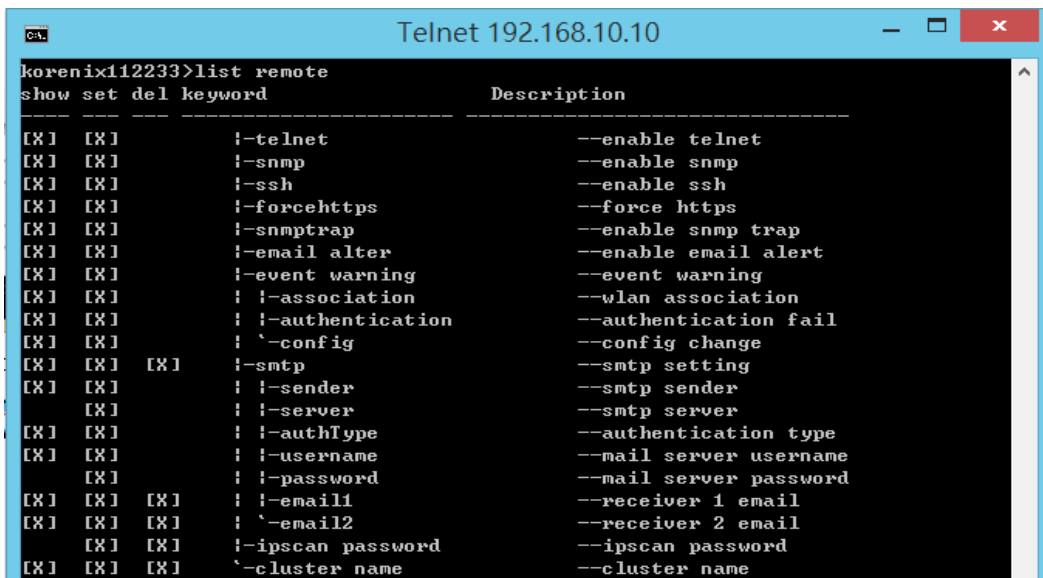 Telnet 192.168.10.10
korenix112233>list remote
show set del keyword Description
---- --- --- ---------------------- -------------------------------
[X] [X] |-telnet --enable telnet
[X] [X] |-snmp --enable snmp
[X] [X] |-ssh --enable ssh
[X] [X] |-forcehttps --force https
[X] [X] |-snmptrap --enable snmp trap
[X] [X] |-email alter --enable email alert
[X] [X] |-event warning --event warning
[X] [X] | |-association --wlan association
[X] [X] | |-authentication --authentication fail
[X] [X] | `-config --config change
[X] [X] [X] |-smtp --smtp setting
[X] [X] | |-sender --smtp sender
[X] | |-server --smtp server
[X] [X] | |-authType --authentication type
[X] [X] | |-username --mail server username
[X] | |-password --mail server password
[X] [X] [X] | |-email1 --receiver 1 email
[X] [X] [X] | `-email2 --receiver 2 email
[X] [X] |-ipscan password --ipscan password
[X] [X] [X] `-cluster name --cluster name